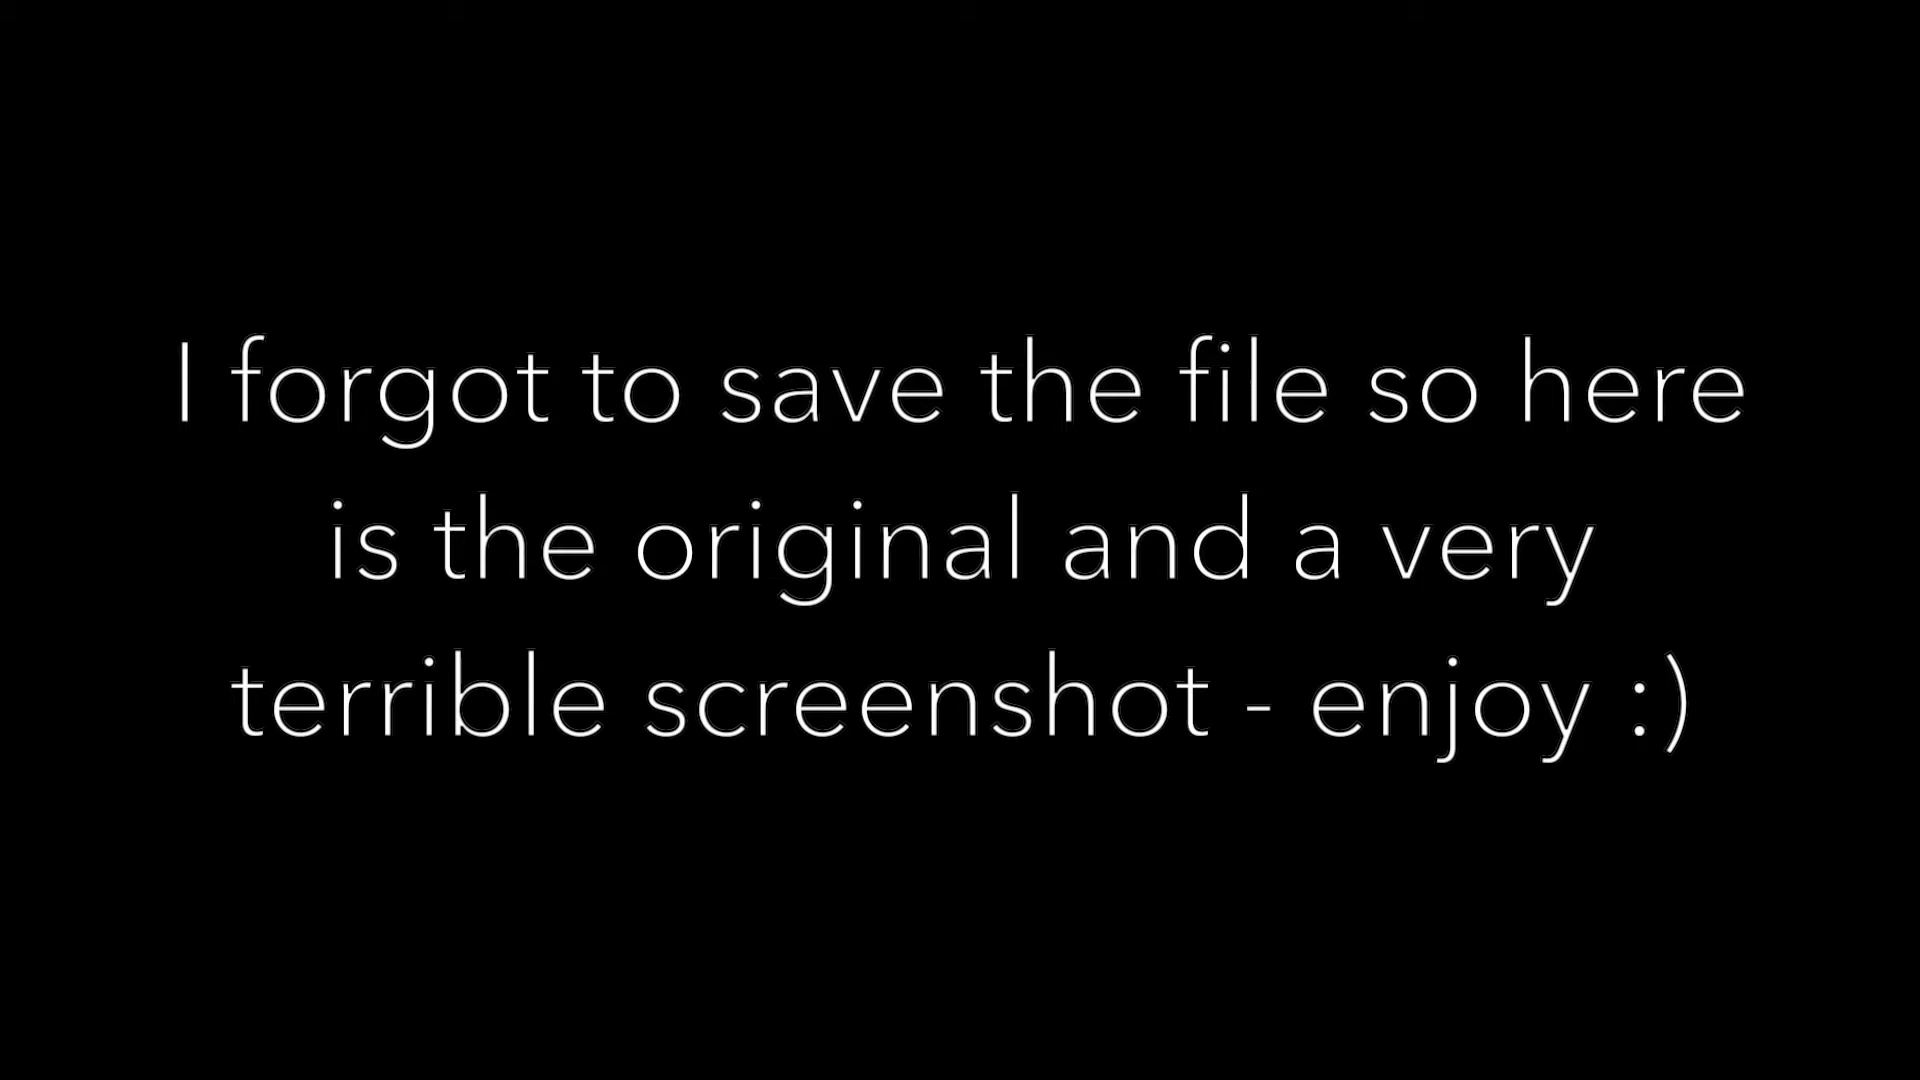 I forgot to save the file so here
is the original and a very
terrible screenshot - enjoy :)